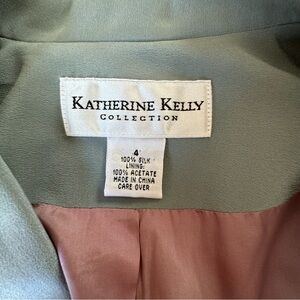 KATHERINE KELLY
COLLECTION
4
100% SILK
LINING:
100% ACETATE
MADE IN CHINA
CARE OVER